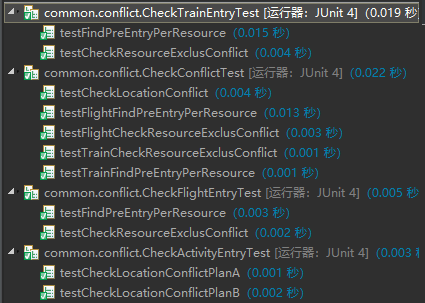 common.conflict.CheckTrainEntryTest [运行器: JUnit 4] (0.019 秒)
testFindPreEntryPerResource (0.015 秒)
testCheckResourceExclusConflict (0.004 秒)
common.conflict.CheckConflictTest [运行器: JUnit 4] (0.022 秒)
testCheckLocationConflict (0.004 秒)
testFlightFindPreEntryPerResource (0.013 秒)
testFlightCheckResourceExclusConflict (0.003 秒)
testTrainCheckResourceExclusConflict (0.001 秒)
testTrainFindPreEntryPerResource (0.001 秒)
common.conflict.CheckFlightEntryTest [运行器: JUnit 4] (0.005 秒)
testFindPreEntryPerResource (0.003 秒)
testCheckResourceExclusConflict (0.002 秒)
common.conflict.CheckActivityEntryTest [运行器: JUnit 4] (0.003 秒)
testCheckLocationConflictPlanA (0.001 秒)
testCheckLocationConflictPlanB (0.002 秒)